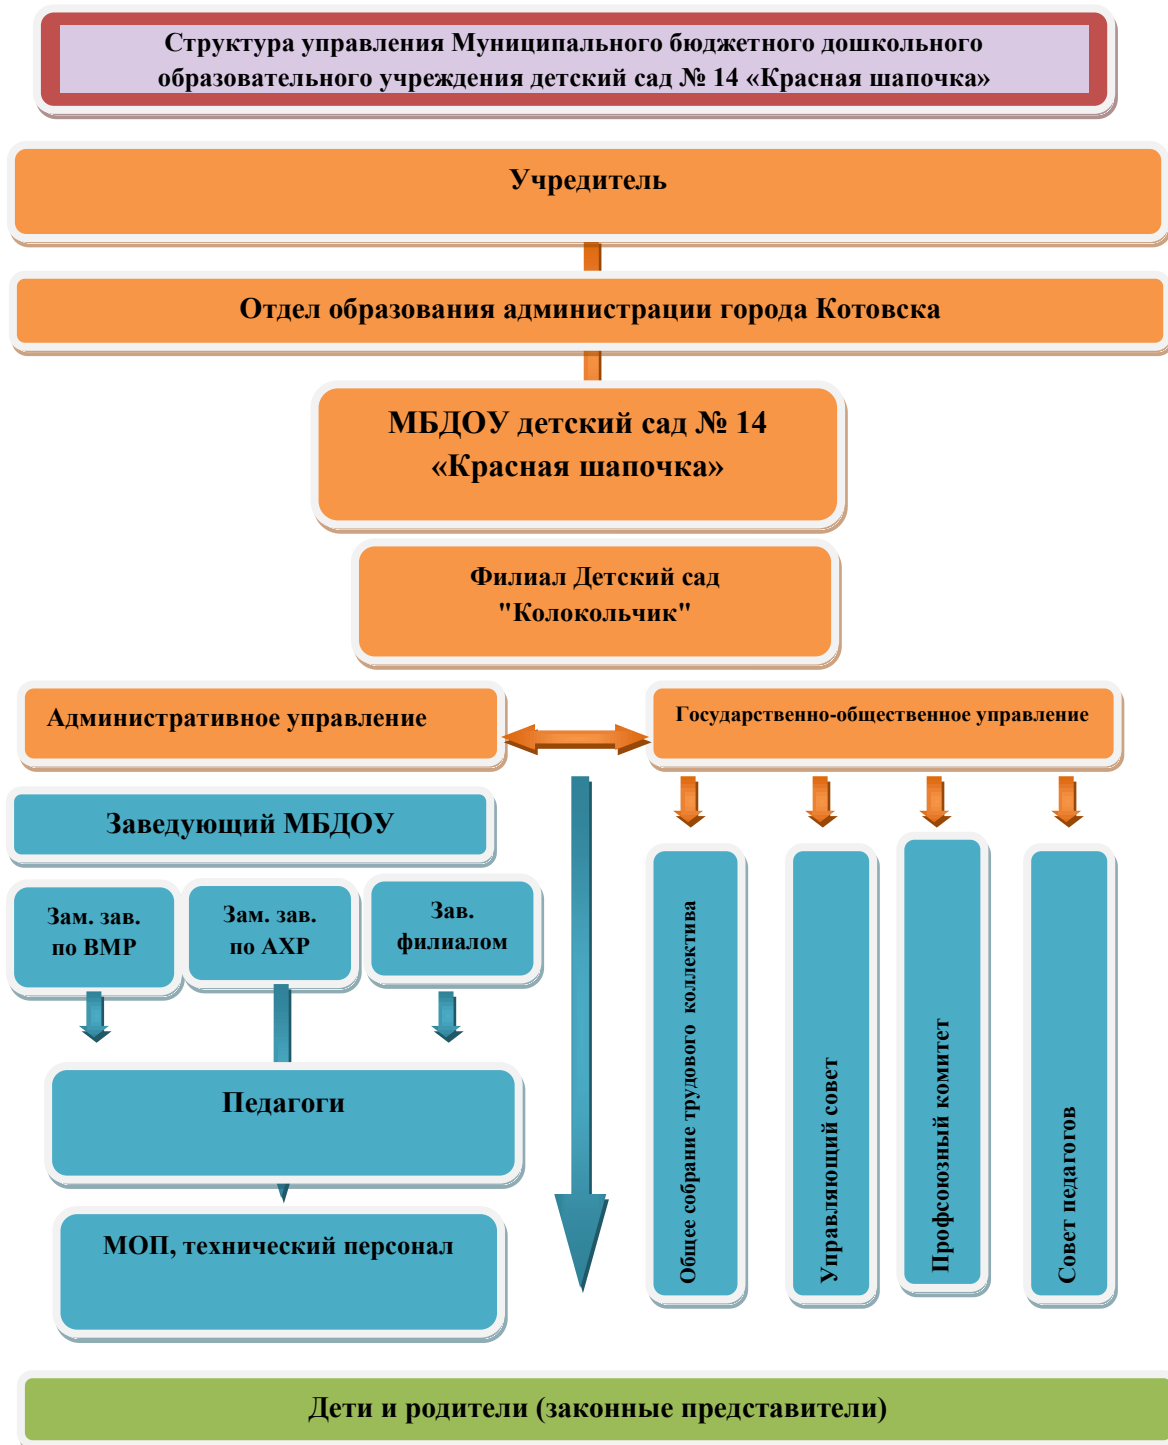 Структура управления Муниципального бюджетного дошкольного
образовательного учреждения детский сад № 14 «Красная шапочка»
Учредитель
Отдел образования администрации города Котовска
МБДОУ детский сад № 14
«Красная шапочка»
Филиал Детский сад
"Колокольчик"
Административное управление
Государственно-общественное управление
Заведующий МБДОУ
Зам. зав.
по ВМР
Зам. зав.
по АХР
Зав.
филиалом
Педагоги
МОП, технический персонал
Общее собрание трудового коллектива
Управляющий совет
Профсоюзный комитет
Совет педагогов
Дети и родители (законные представители)